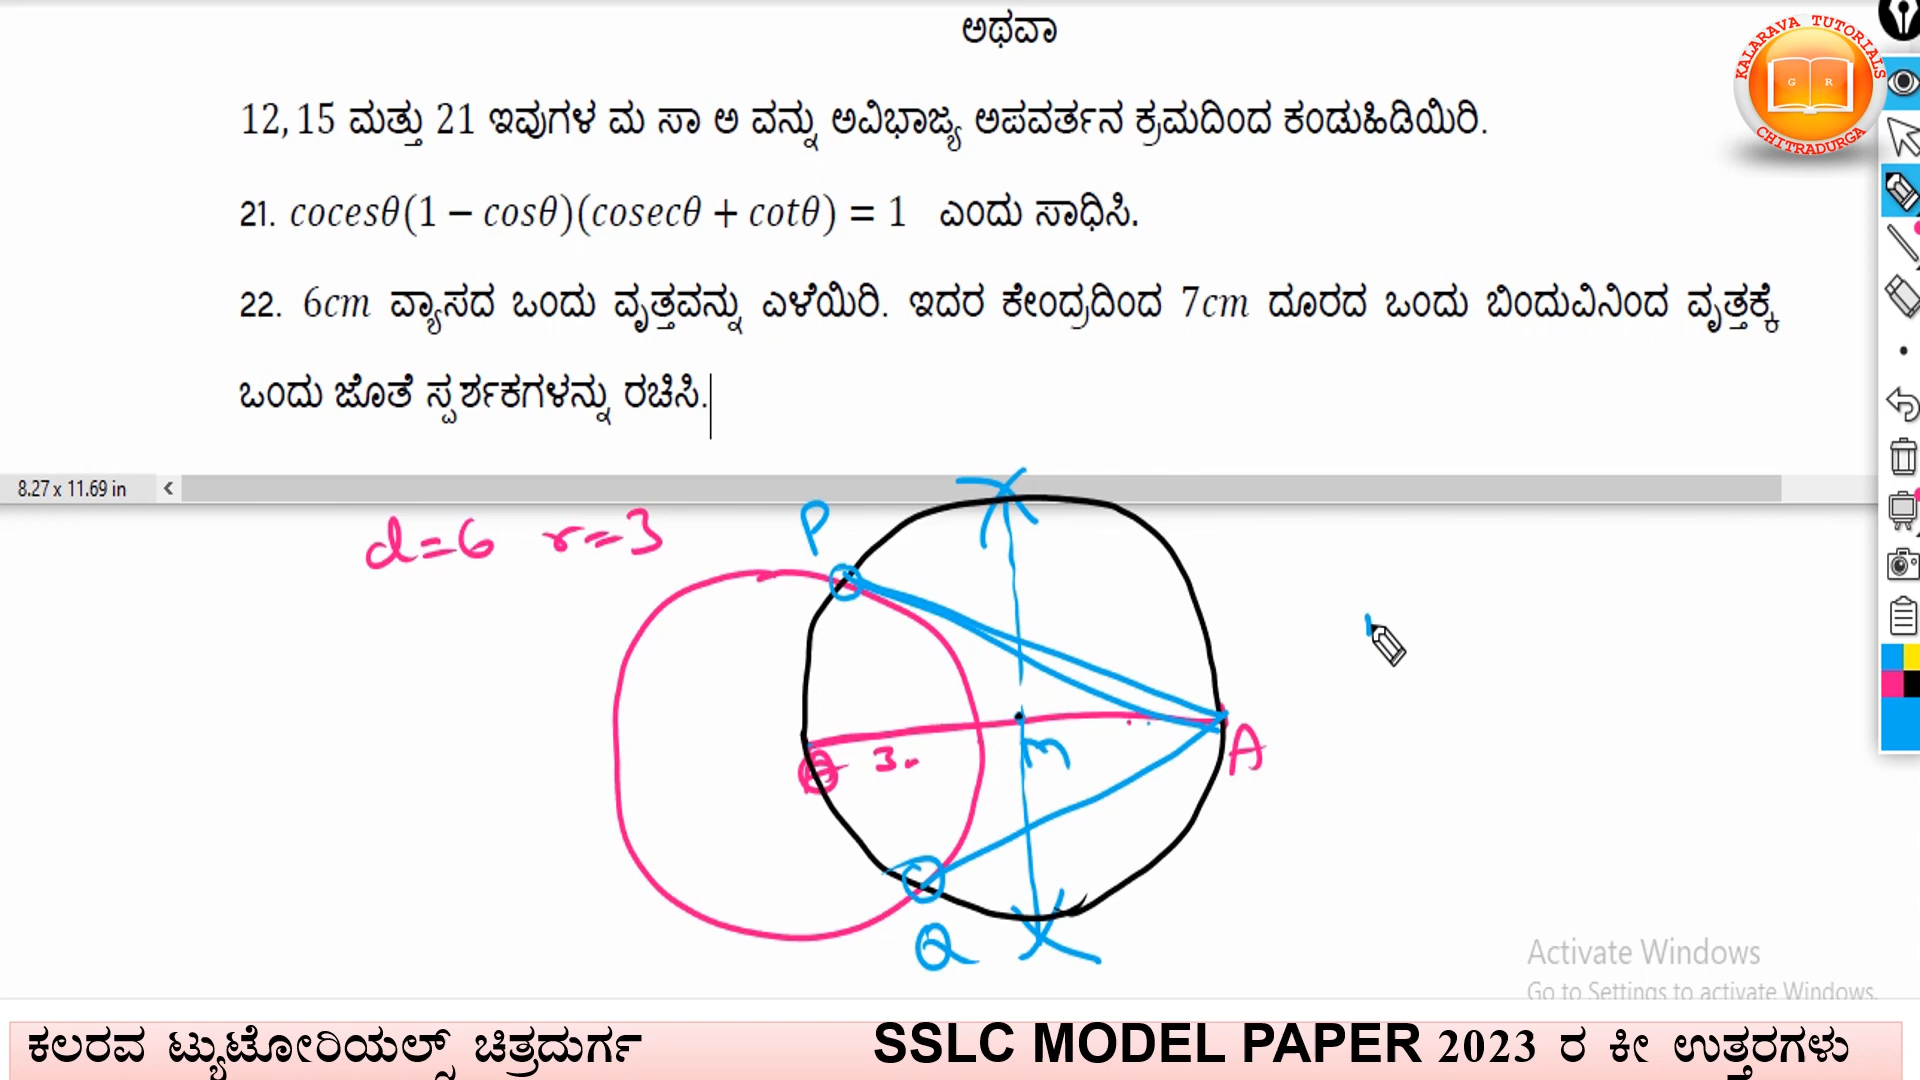 ಅಥವಾ
KALARAVA TUTORIALS
G R
CHITRADURGA
12, 15 ಮತ್ತು 21 ಇವುಗಳ ಮ ಸಾ ಅ ವನ್ನು ಅವಿಭಾಜ್ಯ ಅಪವರ್ತನ ಕ್ರಮದಿಂದ ಕಂಡುಹಿಡಿಯಿರಿ.
21. cocesθ(1 − cosθ)(cosecθ + cotθ) = 1 ಎಂದು ಸಾಧಿಸಿ.
22. 6cm ವ್ಯಾಸದ ಒಂದು ವೃತ್ತವನ್ನು ಎಳೆಯಿರಿ. ಇದರ ಕೇಂದ್ರದಿಂದ 7cm ದೂರದ ಒಂದು ಬಿಂದುವಿನಿಂದ ವೃತ್ತಕ್ಕೆ
ಒಂದು ಜೊತೆ ಸ್ಪರ್ಶಕಗಳನ್ನು ರಚಿಸಿ.
8.27 x 11.69 in
d=6 r=3
P
3
m
A
Q
Activate Windows
Go to Settings to activate Windows.
ಕಲರವ ಟ್ಯುಟೋರಿಯಲ್ಸ್ ಚಿತ್ರದುರ್ಗ SSLC MODEL PAPER 2023 ರ ಕೀ ಉತ್ತರಗಳು